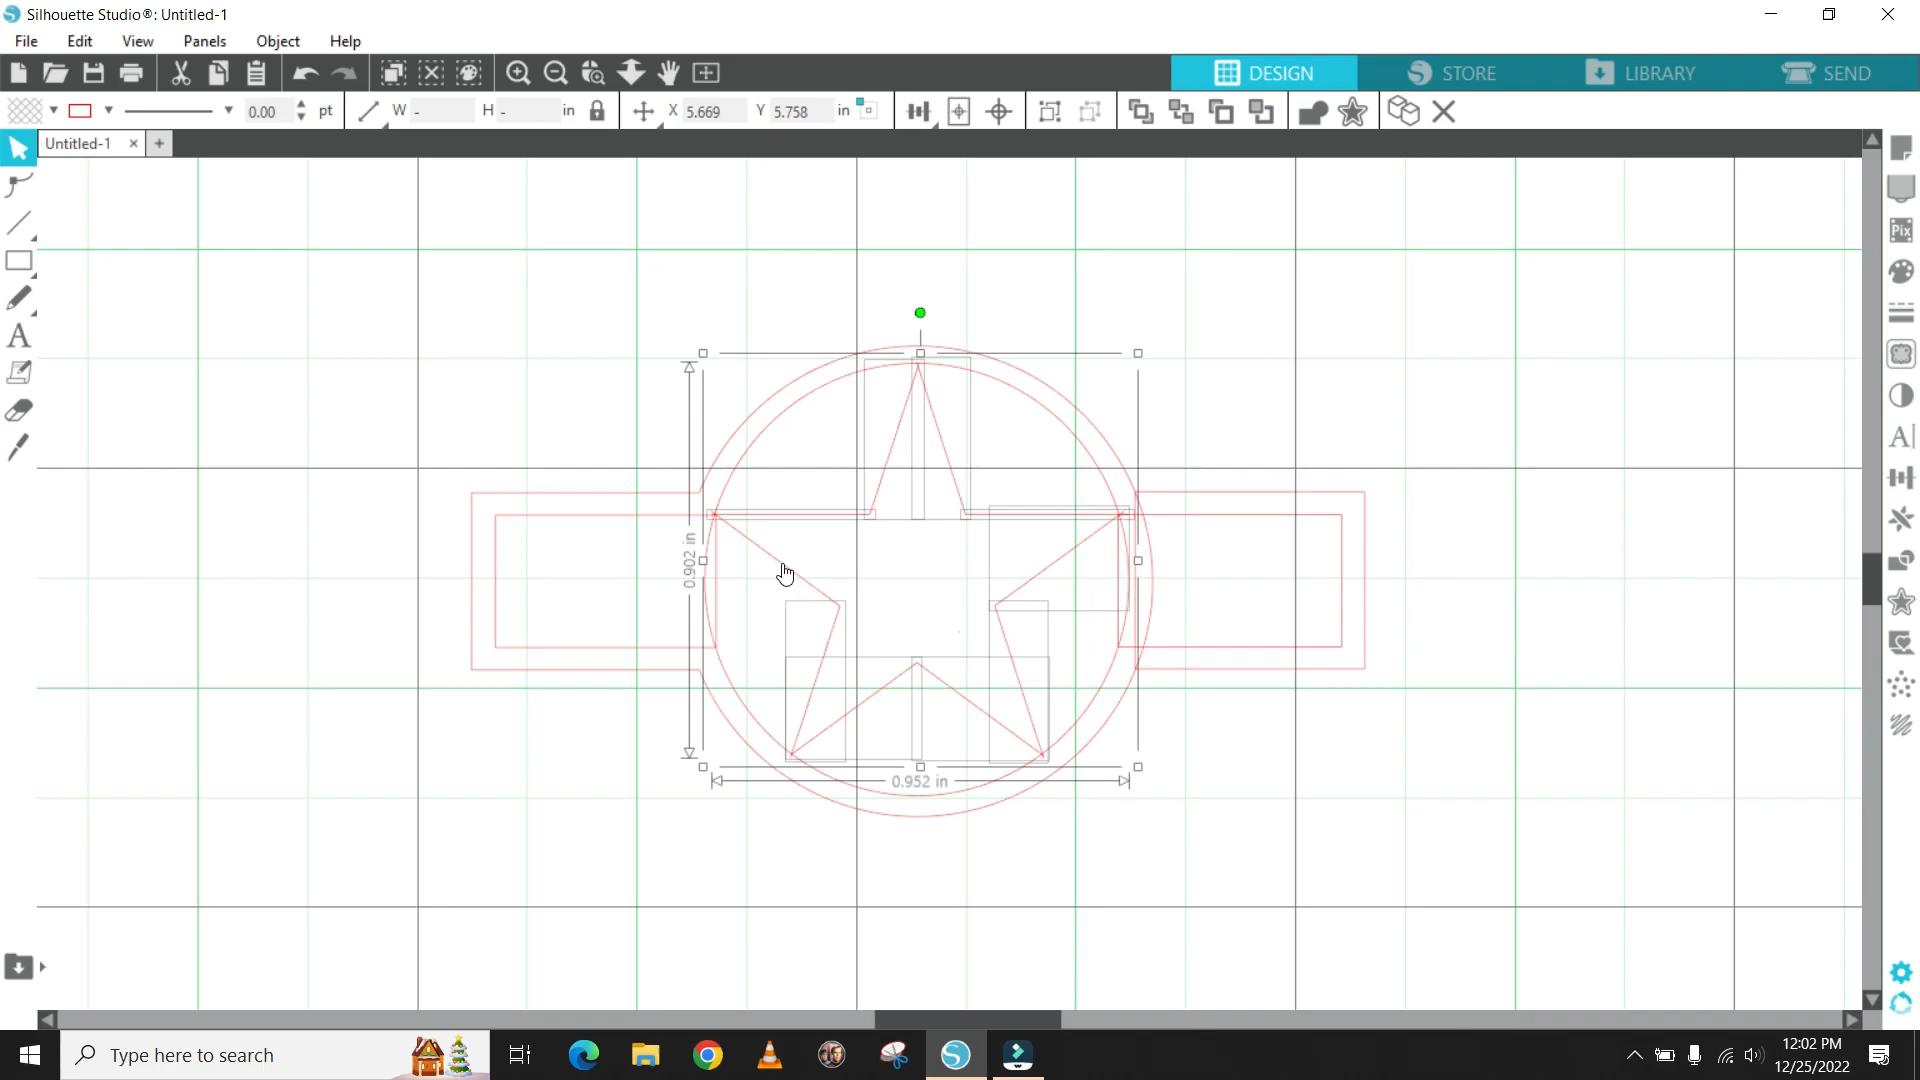 Silhouette Studio®: Untitled-1
File Edit View Panels Object Help
DESIGN STORE LIBRARY SEND
0.00 pt W - H - in X 5.669 Y 5.758 in
Untitled-1 × +
Pix
A
A
0.902 in
0.952 in
Type here to search
12:02 PM
12/25/2022